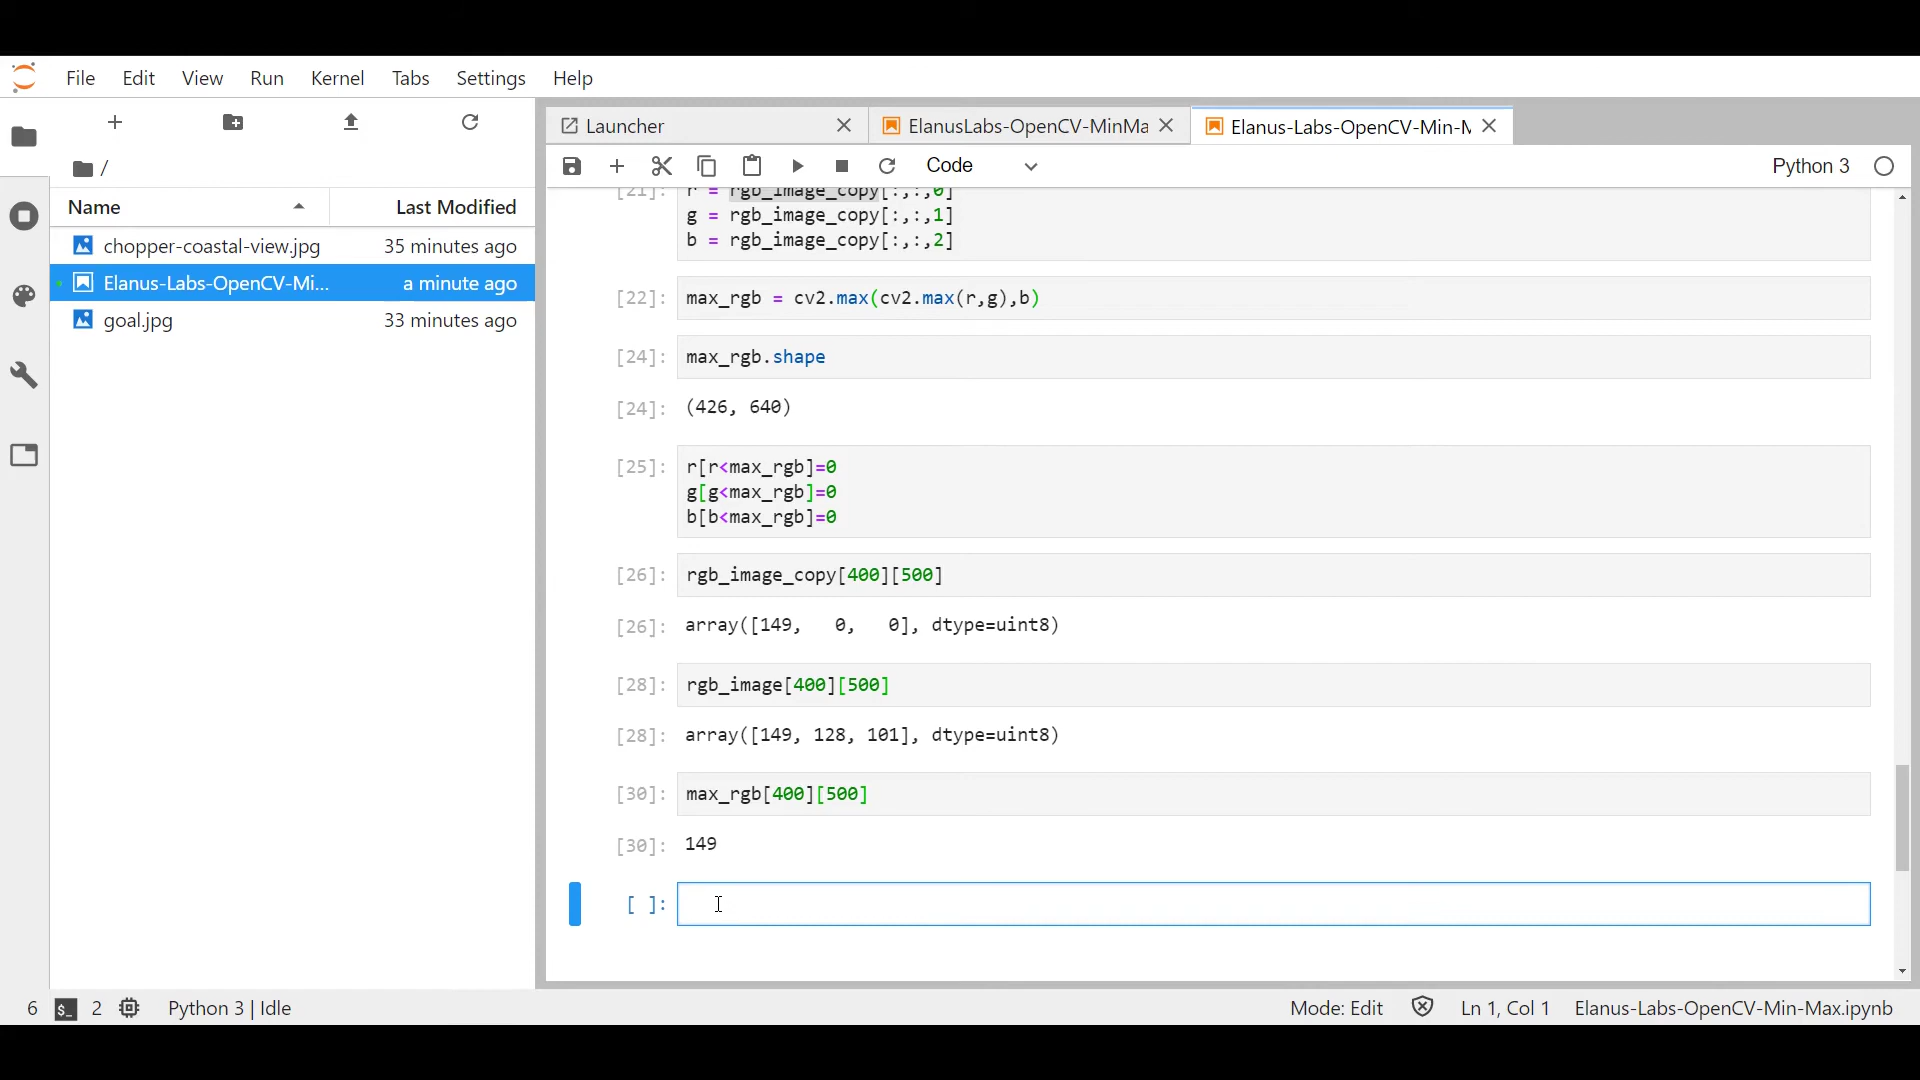 File Edit View Run Kernel Tabs Settings Help
Launcher
ElanusLabs-OpenCV-MinMa
Elanus-Labs-OpenCV-Min-M
/
Code
Python 3
Name Last Modified
chopper-coastal-view.jpg 35 minutes ago
Elanus-Labs-OpenCV-Mi... a minute ago
goal.jpg 33 minutes ago
[21]: r = rgb_image_copy[:,:,0]
g = rgb_image_copy[:,:,1]
b = rgb_image_copy[:,:,2]
[22]: max_rgb = cv2.max(cv2.max(r,g),b)
[24]: max_rgb.shape
[24]: (426, 640)
[25]: r[r<max_rgb]=0
g[g<max_rgb]=0
b[b<max_rgb]=0
[26]: rgb_image_copy[400][500]
[26]: array([149,   0,   0], dtype=uint8)
[28]: rgb_image[400][500]
[28]: array([149, 128, 101], dtype=uint8)
[30]: max_rgb[400][500]
[30]: 149
[ ]:
6 $_ 2 Python 3 | Idle Mode: Edit Ln 1, Col 1 Elanus-Labs-OpenCV-Min-Max.ipynb